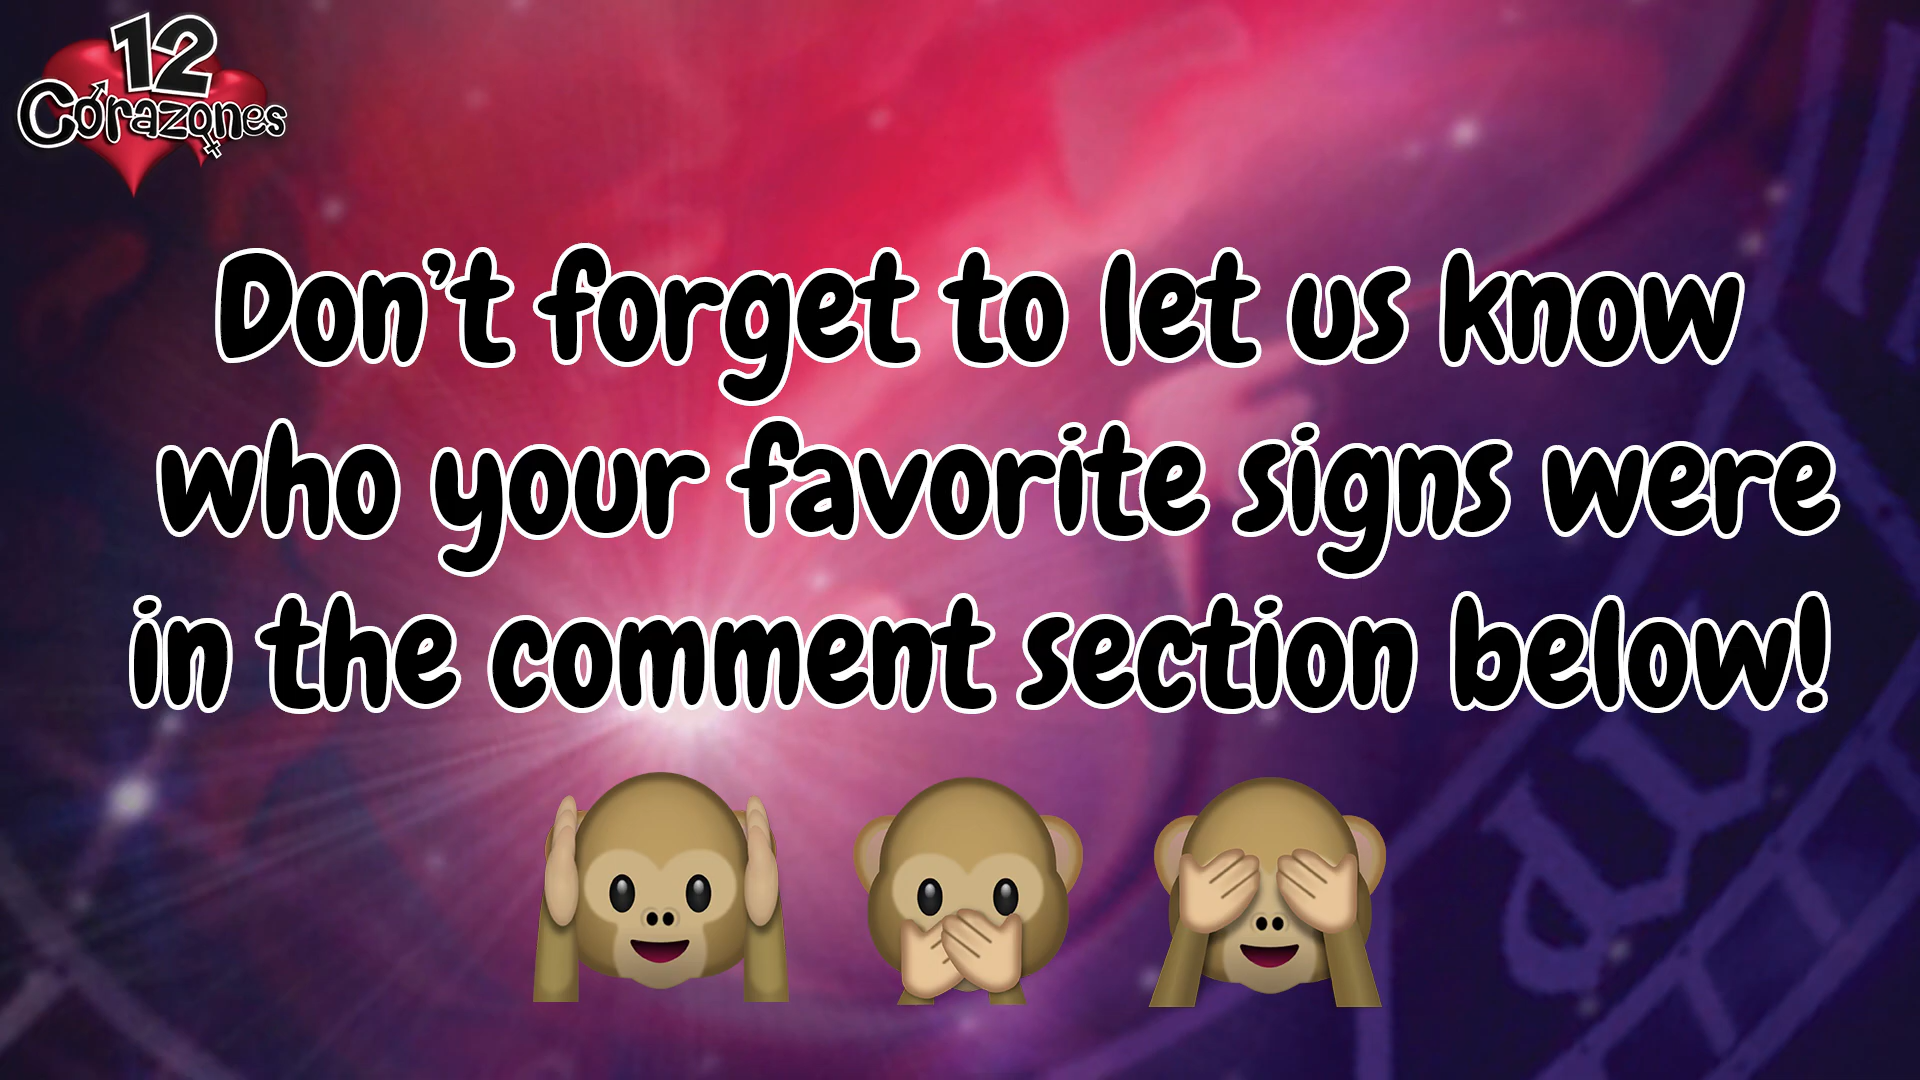 12
Corazones
Don't forget to let us know
who your favorite signs were
in the comment section below!